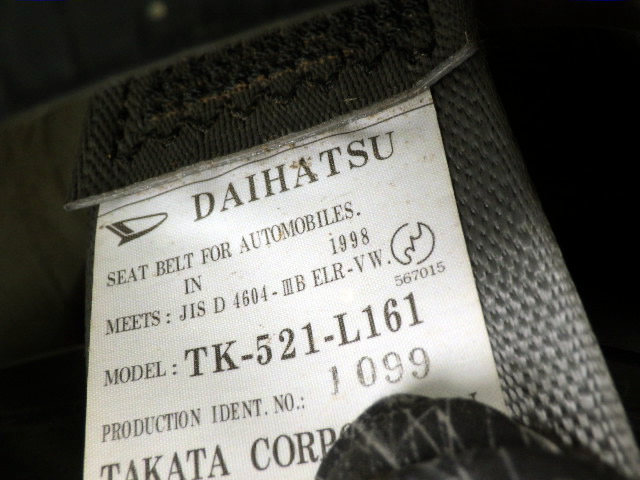 DAIHATSU
SEAT BELT FOR AUTOMOBILES.
IN 1998
MEETS : JIS D 4604-ⅢB ELR-VW.
567015
MODEL : TK-521-L161
PRODUCTION IDENT. NO.: 1099
TAKATA